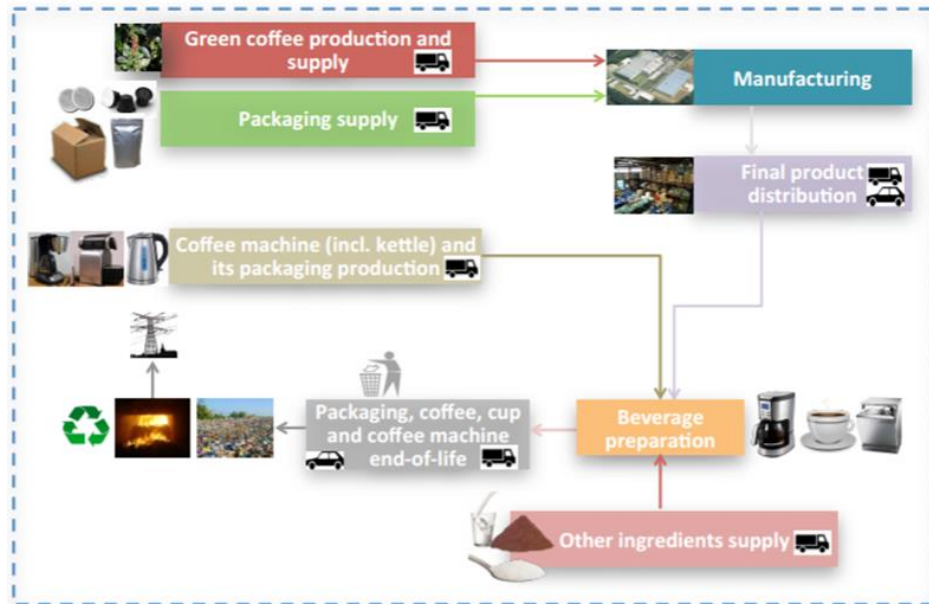 Green coffee production and
supply
Manufacturing
Packaging supply
Final product
distribution
Coffee machine (incl. kettle) and
its packaging production
Packaging, coffee, cup
and coffee machine
end-of-life
Beverage
preparation
Other ingredients supply